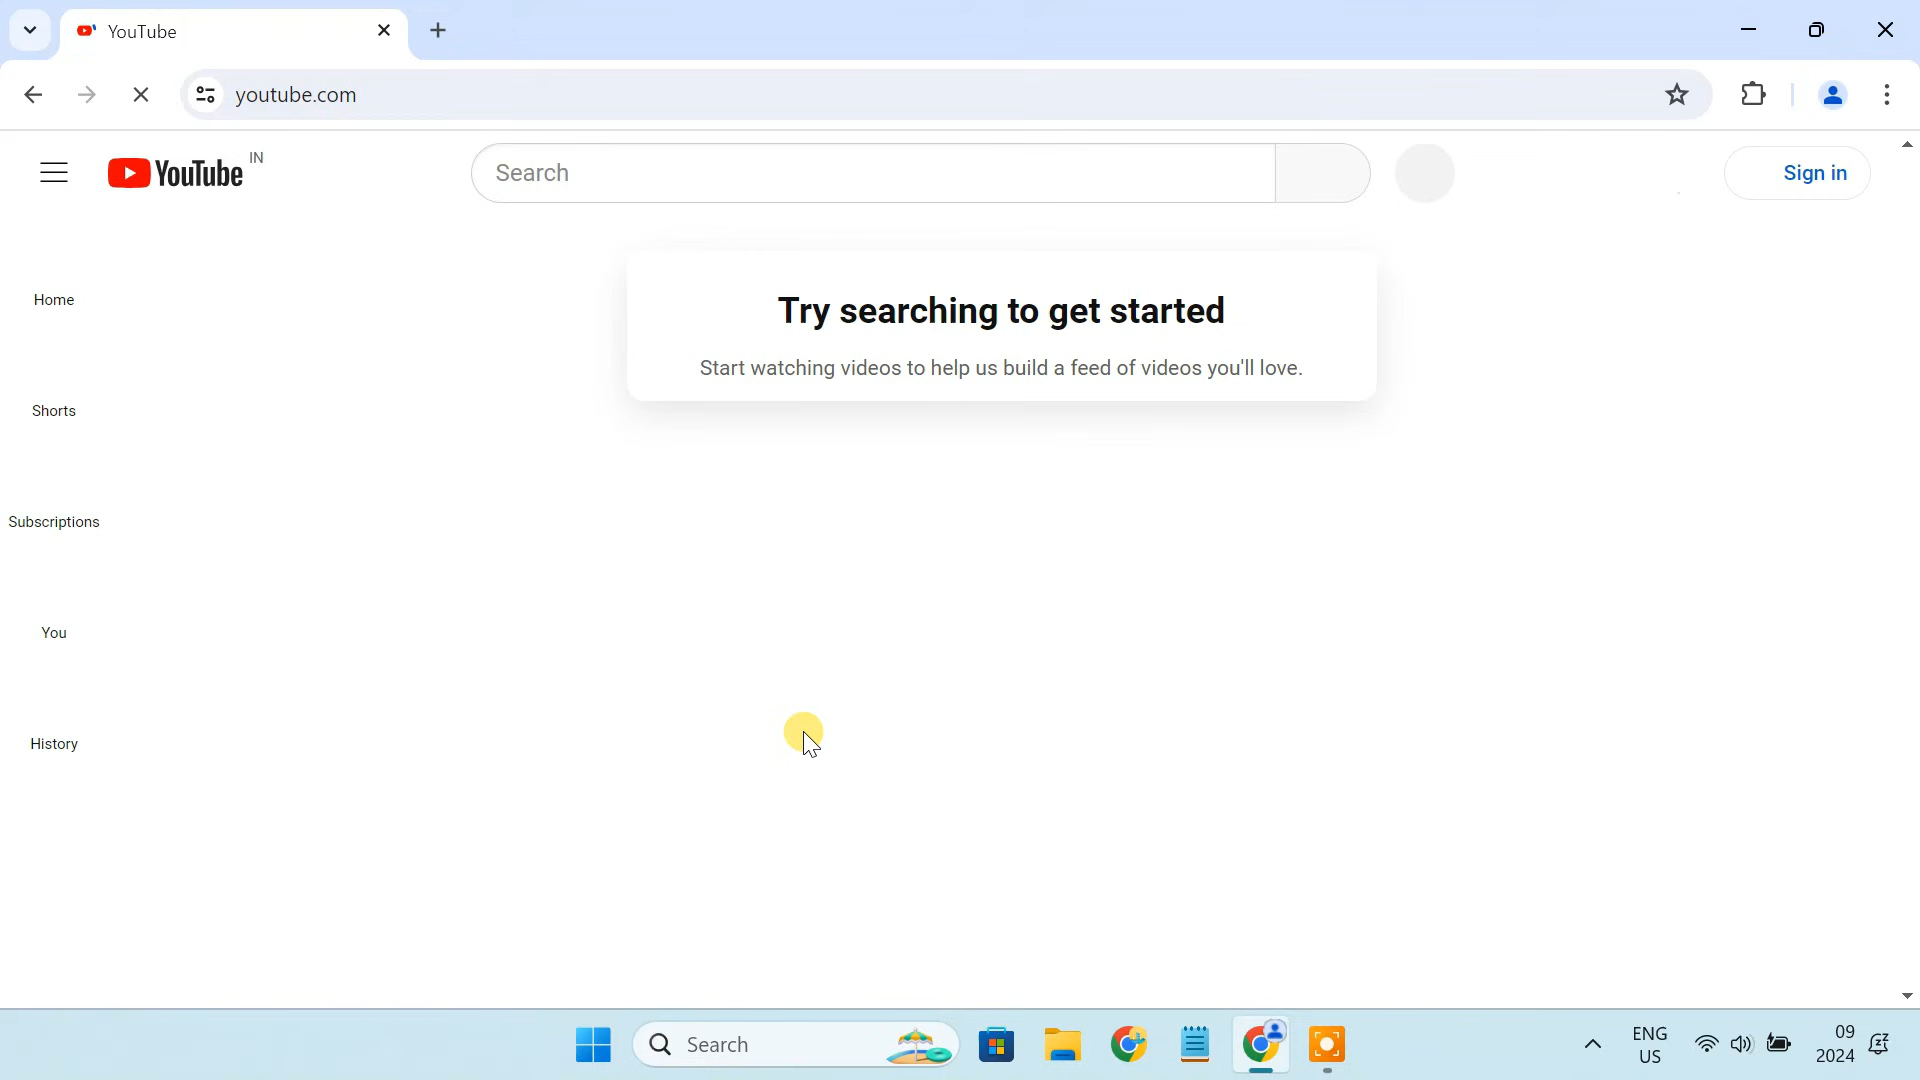 YouTube
youtube.com
YouTube IN
Search
Sign in
Home
Try searching to get started
Start watching videos to help us build a feed of videos you'll love.
Shorts
Subscriptions
You
History
Search
ENG
US
09
2024